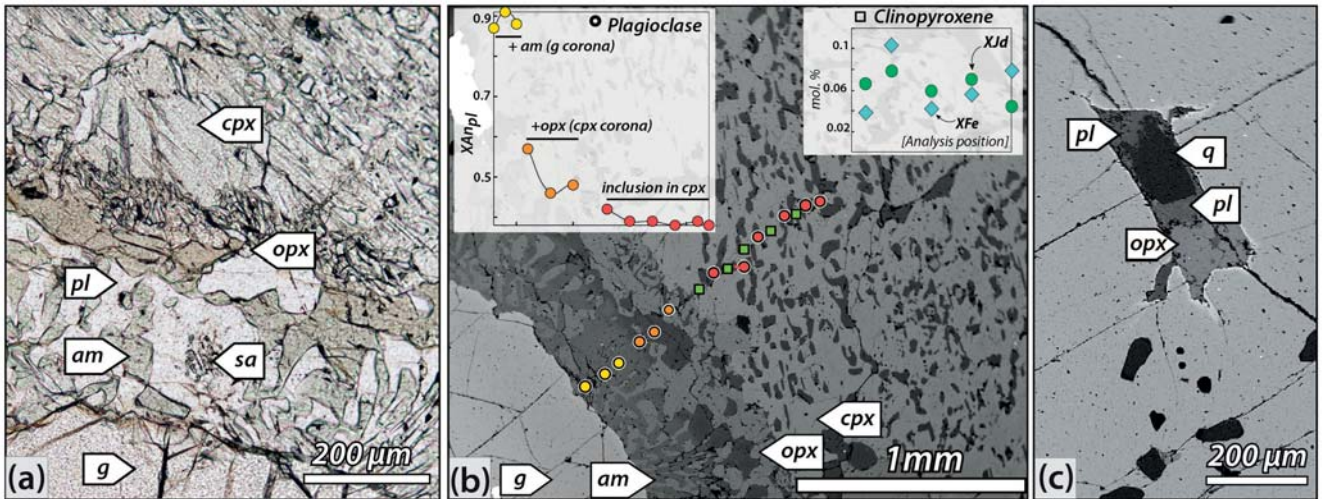 cpx
opx
pl
am
sa
g
(a)
200 µm
0.9
0.7
0.5
XAnpl
Plagioclase
+ am (g corona)
+opx (cpx corona)
inclusion in cpx
Clinopyroxene
0.1
0.06
0.02
mol. %
XJd
XFe
[Analysis position]
cpx
opx
g
am
(b)
1mm
pl
q
pl
opx
(c)
200 µm